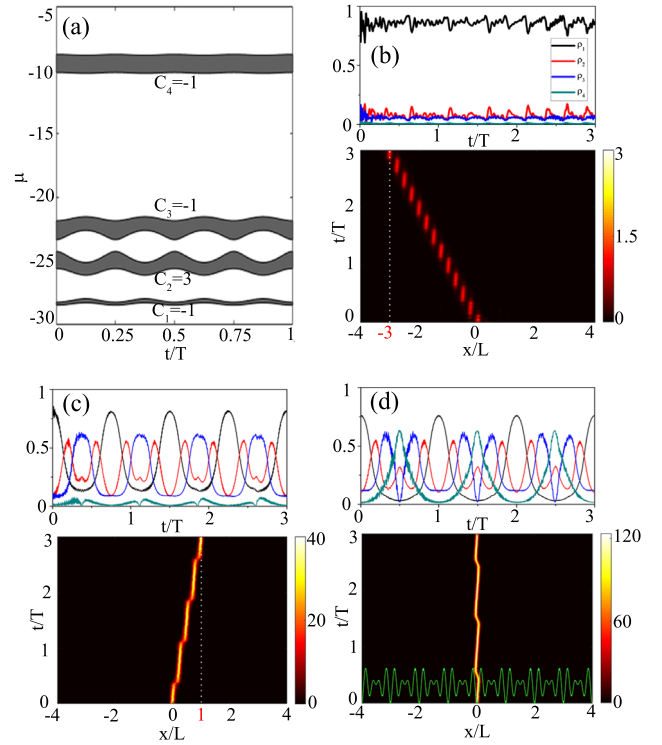 (a)
-5
-10
-15
-20
-25
-30
μ
C₄=-1
C₃=-1
C₂=3
C₁=-1
0 0.25 0.5 0.75 1
t/T
(b)
1
0.5
0
ρ₁
ρ₂
ρ₃
ρ₄
0 1 2 3
t/T
3
2
1
0
t/T
-4 -3 -2 0 2 4
x/L
3
1.5
0
(c)
1
0.5
0
0 1 2 3
t/T
3
2
1
0
t/T
-4 -2 0 1 2 4
x/L
40
20
0
(d)
1
0.5
0
0 1 2 3
t/T
3
2
1
0
t/T
-4 -2 0 2 4
x/L
120
60
0